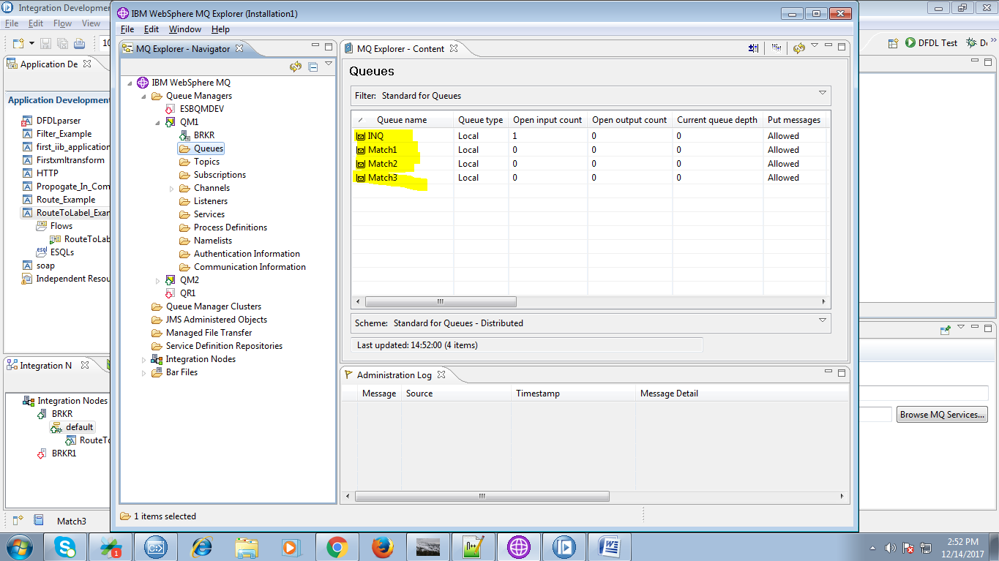 Integration Developm
File Edit Flow View
10
DFDL Test
D
Application De
Application Development
DFDLparser
Filter_Example
first_iib_application
Firstxmltransform
HTTP
Propogate_In_Com
Route_Example
RouteToLabel_Exam
Flows
RouteToLab
esql ESQLs
soap
Independent Resou
Integration N
Integration Nodes
BRKR
default
RouteTo
BRKR1
Match3
IBM WebSphere MQ Explorer (Installation1)
File Edit Window Help
MQ Explorer - Navigator
IBM WebSphere MQ
Queue Managers
ESBQMDEV
QM1
BRKR
Queues
Topics
Subscriptions
Channels
Listeners
Services
Process Definitions
Namelists
Authentication Information
Communication Information
QM2
QR1
Queue Manager Clusters
JMS Administered Objects
Managed File Transfer
Service Definition Repositories
Integration Nodes
Bar Files
MQ Explorer - Content
Queues
Filter: Standard for Queues
Queue name Queue type Open input count Open output count Current queue depth Put messages
INQ Local 1 0 0 Allowed
Match1 Local 0 0 0 Allowed
Match2 Local 0 0 0 Allowed
Match3 Local 0 0 0 Allowed
Scheme: Standard for Queues - Distributed
Last updated: 14:52:00 (4 items)
Administration Log
Message Source Timestamp Message Detail
Browse MQ Services...
1 items selected
2:52 PM
12/14/2017